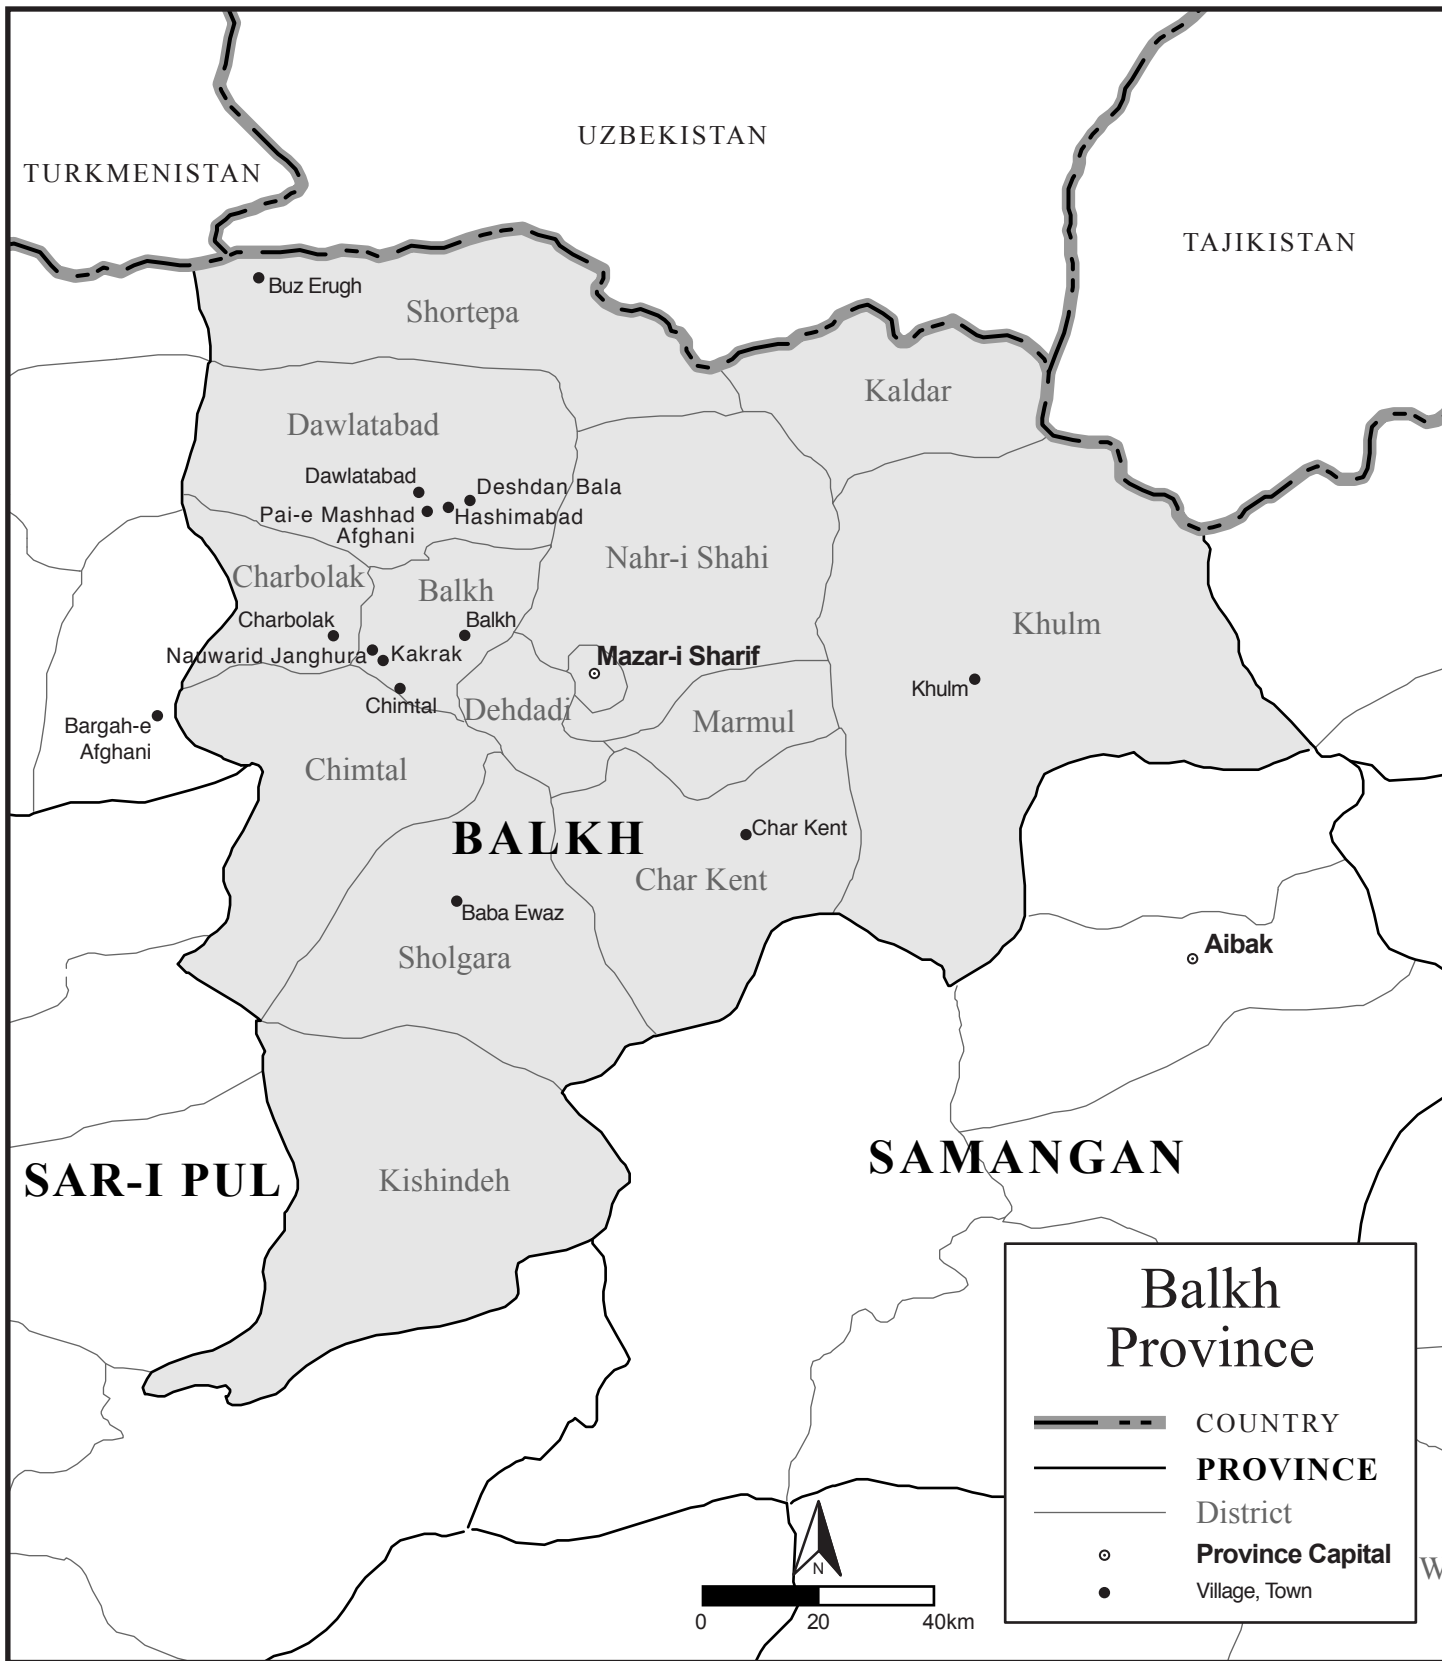 UZBEKISTAN
TURKMENISTAN
TAJIKISTAN
Buz Erugh
Shortepa
Kaldar
Dawlatabad
Dawlatabad
Deshdan Bala
Pai-e Mashhad
Afghani
Hashimabad
Nahr-i Shahi
Charbolak
Balkh
Charbolak
Balkh
Khulm
Nauwarid Janghura
Kakrak
Mazar-i Sharif
Khulm
Chimtal
Dehdadi
Marmul
Bargah-e
Afghani
Chimtal
BALKH
Char Kent
Char Kent
Baba Ewaz
Sholgara
Aibak
SAMANGAN
SAR-I PUL
Kishindeh
Balkh
Province
COUNTRY
PROVINCE
District
Province Capital
Village, Town
W
N
0 20 40km